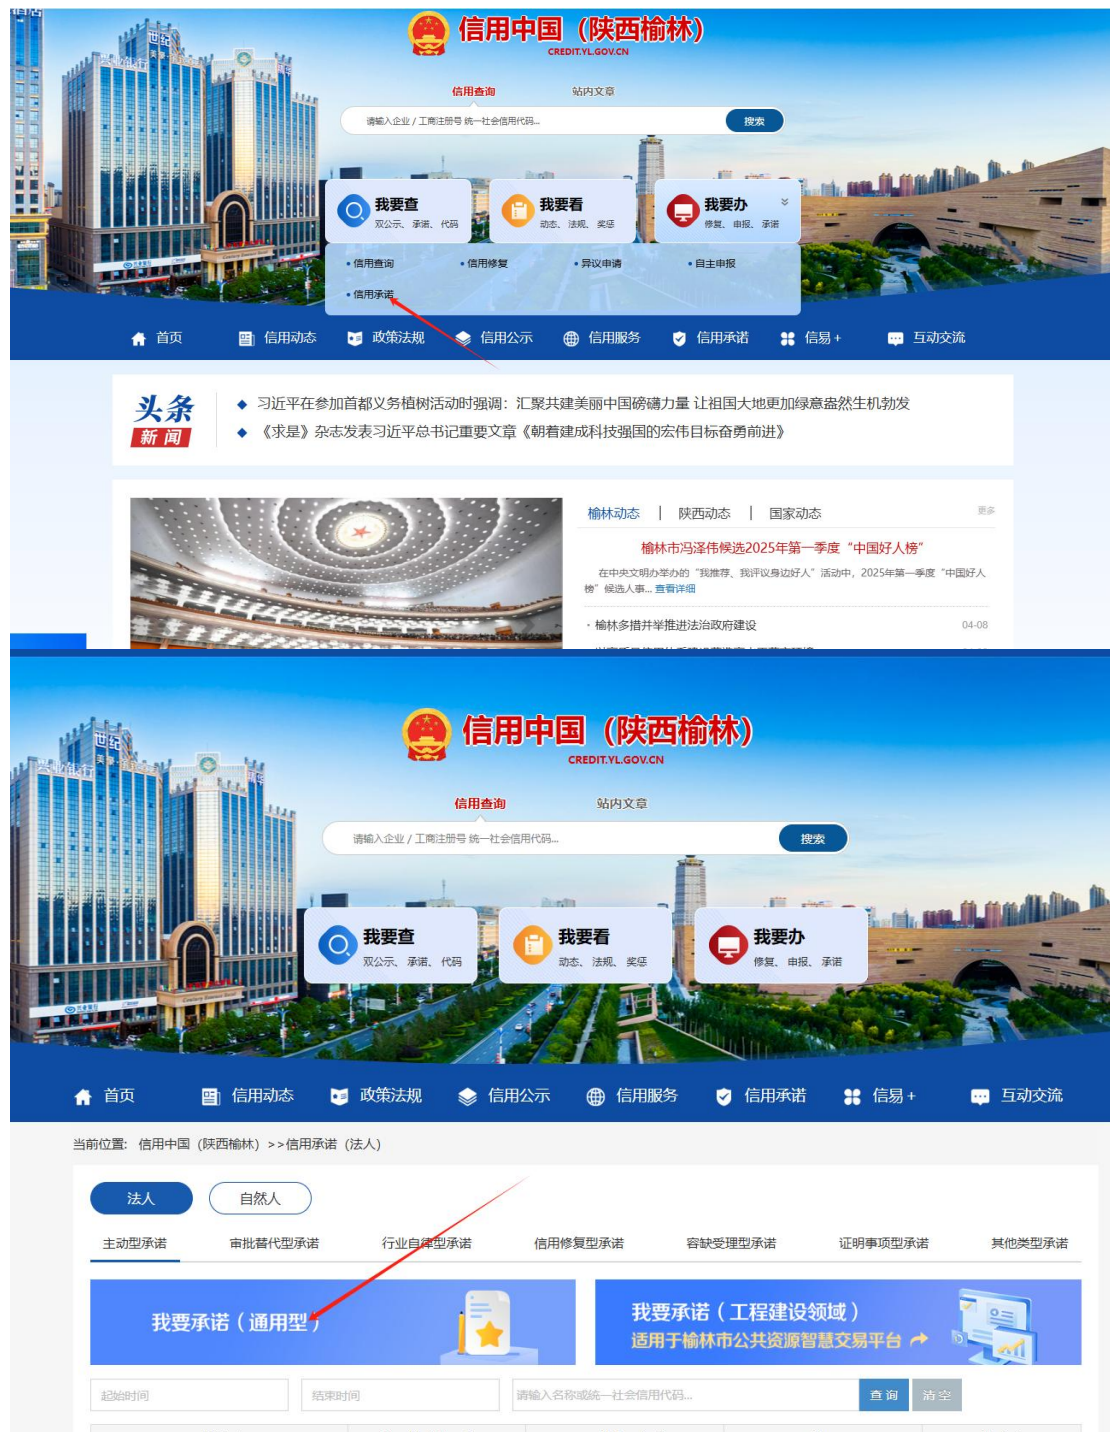 信用中国（陕西榆林）
CREDIT.YL.GOV.CN
信用查询 站内文章
请输入企业 / 工商注册号 统一社会信用代码... 搜索
我要查 我要看 我要办
双公示、 承诺、 代码 动态、 法规、 奖惩 修复、 申报、 承诺
• 信用查询 • 信用修复 • 异议申请 • 自主申报
• 信用承诺
首页 信用动态 政策法规 信用公示 信用服务 信用承诺 信易+ 互动交流
头条
新闻
习近平在参加首都义务植树活动时强调：汇聚共建美丽中国磅礴力量 让祖国大地更加绿意盎然生机勃发
《求是》杂志发表习近平总书记重要文章《朝着建成科技强国的宏伟目标奋勇前进》
榆林动态 | 陕西动态 | 国家动态 更多
榆林市冯泽伟候选2025年第一季度“中国好人榜”
在中央文明办举办的“我推荐、我评议身边好人”活动中，2025年第一季度“中国好人
榜”候选人事... 查看详细
· 榆林多措并举推进法治政府建设 04-08
信用中国（陕西榆林）
CREDIT.YL.GOV.CN
信用查询 站内文章
请输入企业 / 工商注册号 统一社会信用代码... 搜索
我要查 我要看 我要办
双公示、 承诺、 代码 动态、 法规、 奖惩 修复、 申报、 承诺
首页 信用动态 政策法规 信用公示 信用服务 信用承诺 信易+ 互动交流
当前位置: 信用中国（陕西榆林）>>信用承诺（法人）
法人 自然人
主动型承诺 审批替代型承诺 行业自律型承诺 信用修复型承诺 容缺受理型承诺 证明事项型承诺 其他类型承诺
我要承诺（通用型）
我要承诺（工程建设领域）
适用于榆林市公共资源智慧交易平台
起始时间 结束时间 请输入名称或统一社会信用代码... 查询 清空